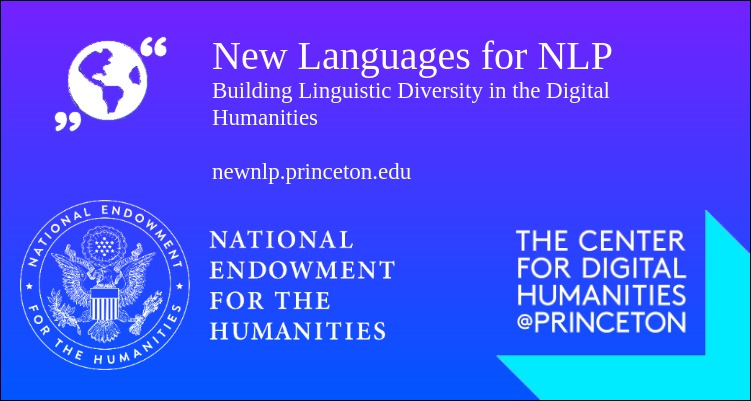 New Languages for NLP
Building Linguistic Diversity in the Digital
Humanities
newnlp.princeton.edu
NATIONAL ENDOWMENT
FOR THE HUMANITIES
NATIONAL
ENDOWMENT
FOR THE
HUMANITIES
THE CENTER
FOR DIGITAL
HUMANITIES
@PRINCETON